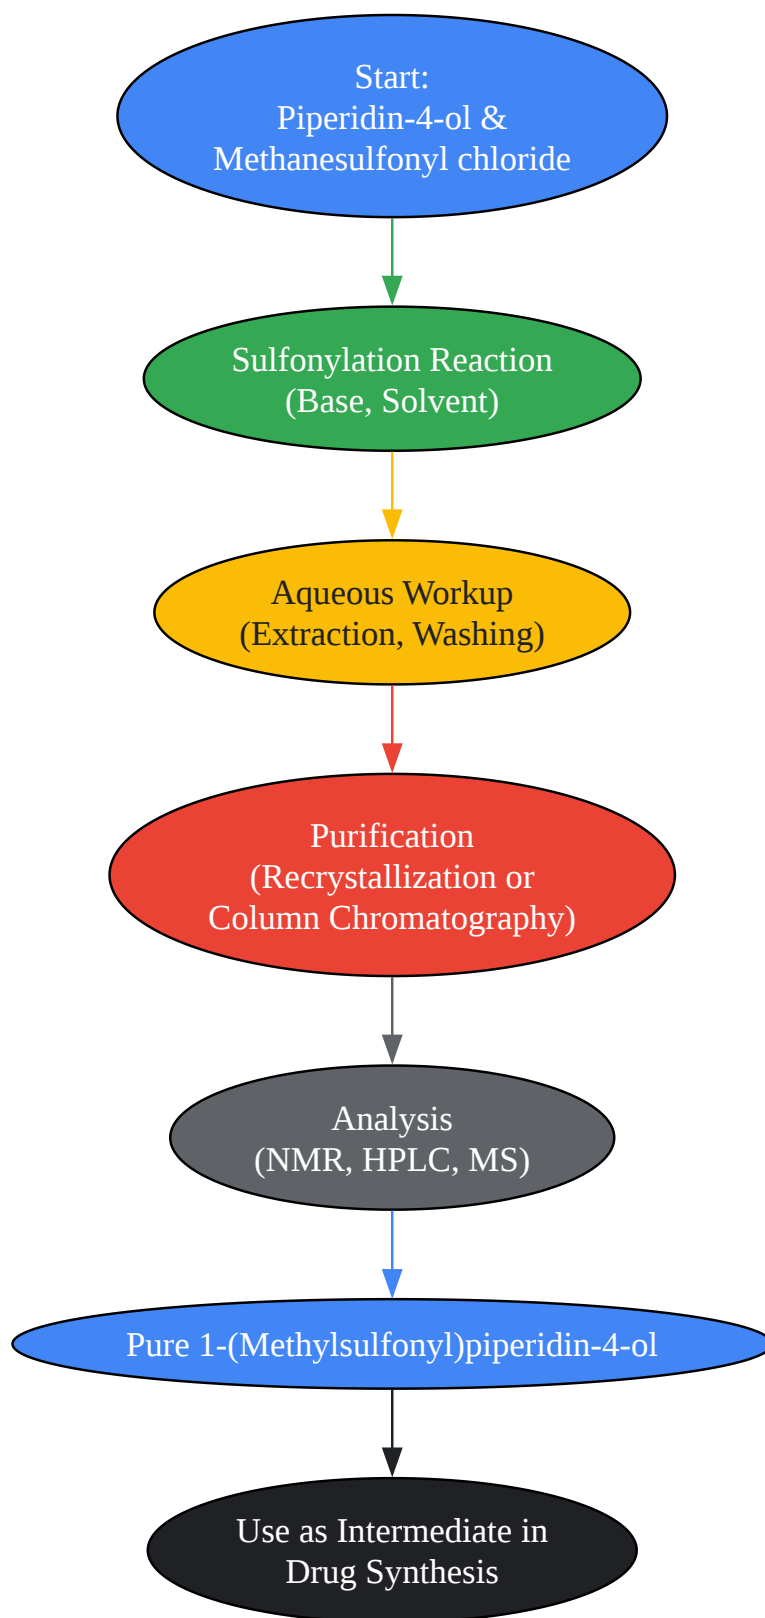 Start:
Piperidin-4-ol &
Methanesulfonyl chloride
Sulfonylation Reaction
(Base, Solvent)
Aqueous Workup
(Extraction, Washing)
Purification
(Recrystallization or
Column Chromatography)
Analysis
(NMR, HPLC, MS)
Pure 1-(Methylsulfonyl)piperidin-4-ol
Use as Intermediate in
Drug Synthesis